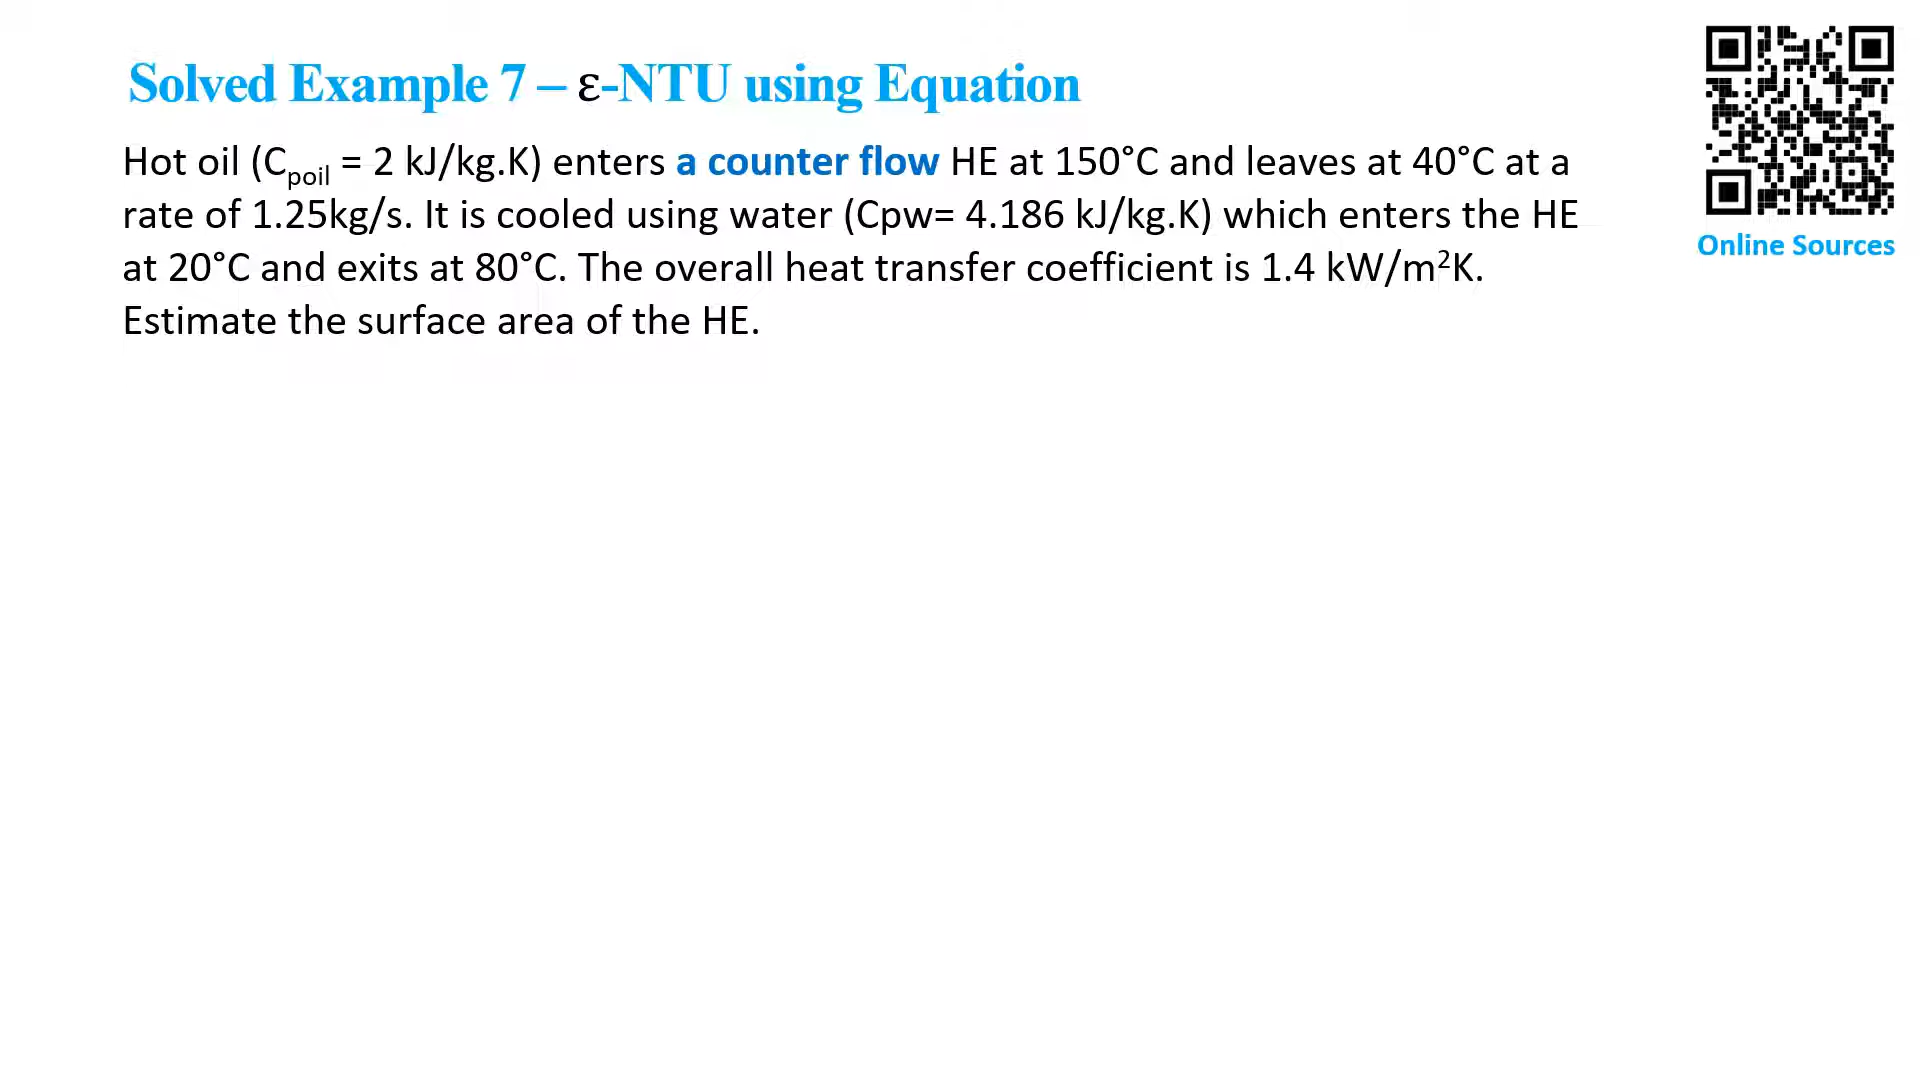 Solved Example 7 – ε-NTU using Equation
Hot oil (Cpoil = 2 kJ/kg.K) enters a counter flow HE at 150°C and leaves at 40°C at a
rate of 1.25kg/s. It is cooled using water (Cpw= 4.186 kJ/kg.K) which enters the HE
at 20°C and exits at 80°C. The overall heat transfer coefficient is 1.4 kW/m²K.
Estimate the surface area of the HE.
Online Sources